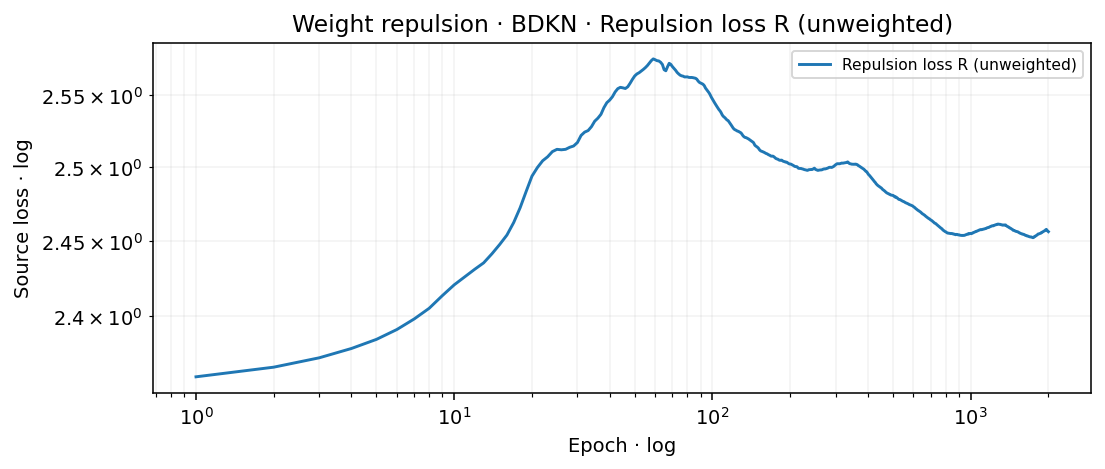 Weight repulsion · BDKN · Repulsion loss R (unweighted)
Repulsion loss R (unweighted)
2.55 × 10⁰
2.5 × 10⁰
2.45 × 10⁰
2.4 × 10⁰
Source loss · log
10⁰ 10¹ 10² 10³
Epoch · log